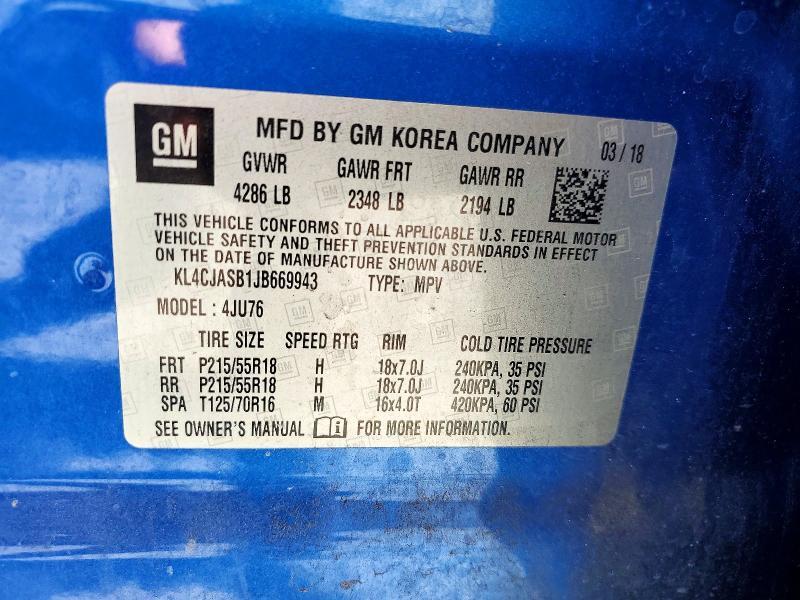 GM
MFD BY GM KOREA COMPANY 03 / 18
GVWR GAWR FRT GAWR RR
4286 LB 2348 LB 2194 LB
THIS VEHICLE CONFORMS TO ALL APPLICABLE U.S. FEDERAL MOTOR
VEHICLE SAFETY AND THEFT PREVENTION STANDARDS IN EFFECT
ON THE DATE OF MANUFACTURE SHOWN ABOVE.
KL4CJASB1JB669943 TYPE: MPV
MODEL : 4JU76
TIRE SIZE SPEED RTG RIM COLD TIRE PRESSURE
FRT P215/55R18 H 18x7.0J 240KPA, 35 PSI
RR P215/55R18 H 18x7.0J 240KPA, 35 PSI
SPA T125/70R16 M 16x4.0T 420KPA, 60 PSI
SEE OWNER'S MANUAL i FOR MORE INFORMATION.